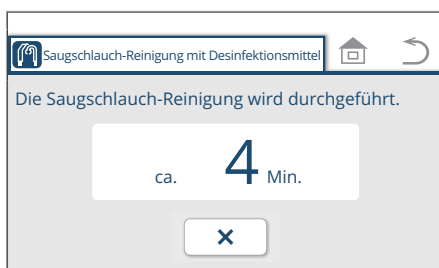 Saugschlauch-Reinigung mit Desinfektionsmittel
Die Saugschlauch-Reinigung wird durchgeführt.
ca. 4 Min.